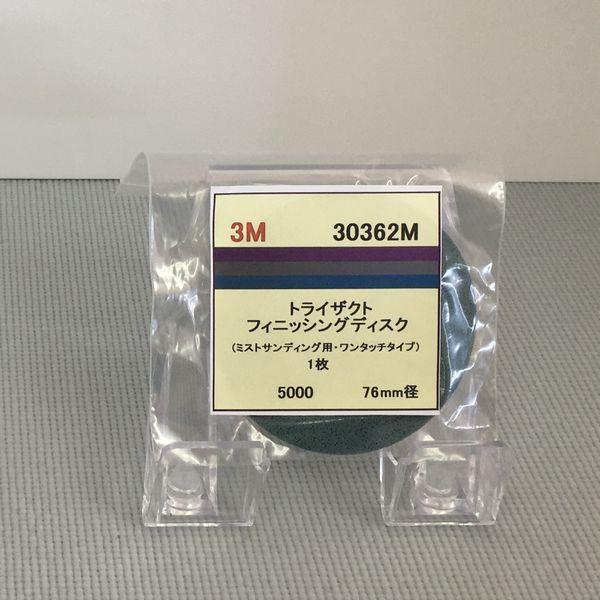 3M 30362M
トライザクト
フィニッシングディスク
(ミストサンディング用・ワンタッチタイプ)
1枚
5000 76mm径